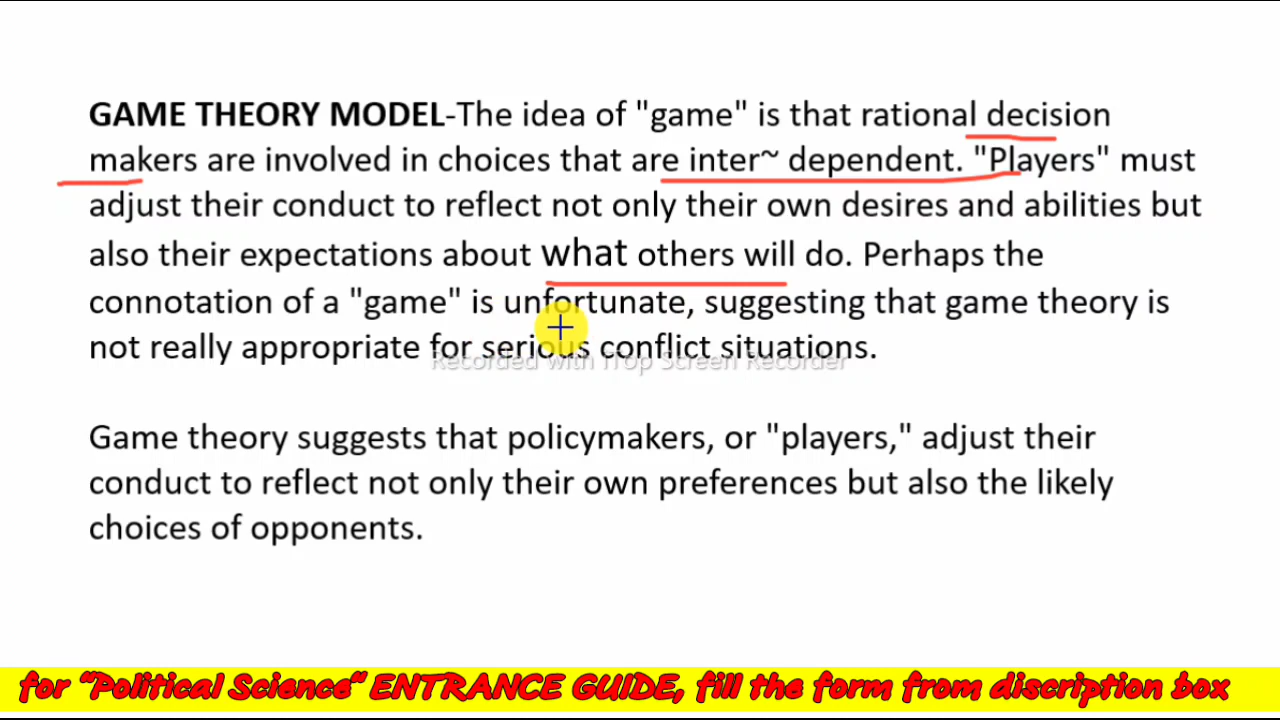 GAME THEORY MODEL-The idea of "game" is that rational decision
makers are involved in choices that are inter~ dependent. "Players" must
adjust their conduct to reflect not only their own desires and abilities but
also their expectations about what others will do. Perhaps the
connotation of a "game" is unfortunate, suggesting that game theory is
not really appropriate for serious conflict situations.
Recorded with iTop Screen Recorder
Game theory suggests that policymakers, or "players," adjust their
conduct to reflect not only their own preferences but also the likely
choices of opponents.
for "Political Science" ENTRANCE GUIDE, fill the form from discription box